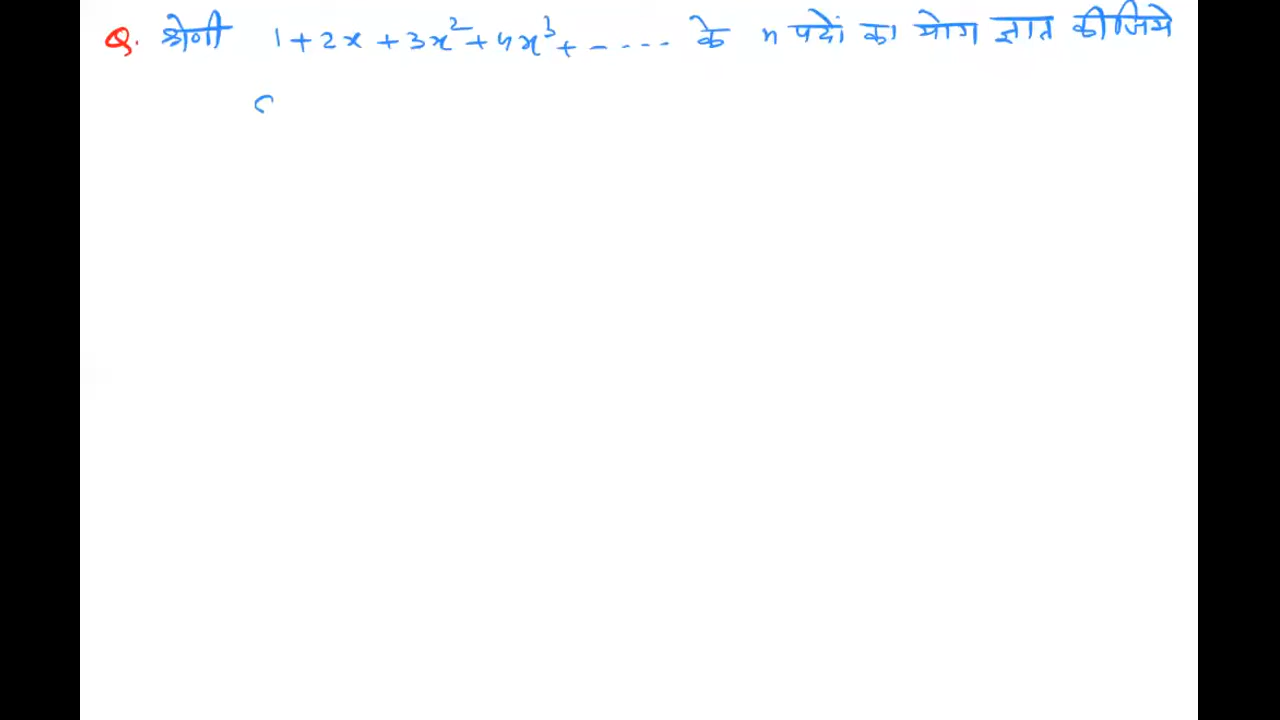 Q. श्रेनी 1 + 2x + 3x² + 4x³ + - - - - - के n पदों का योग ज्ञात कीजिये